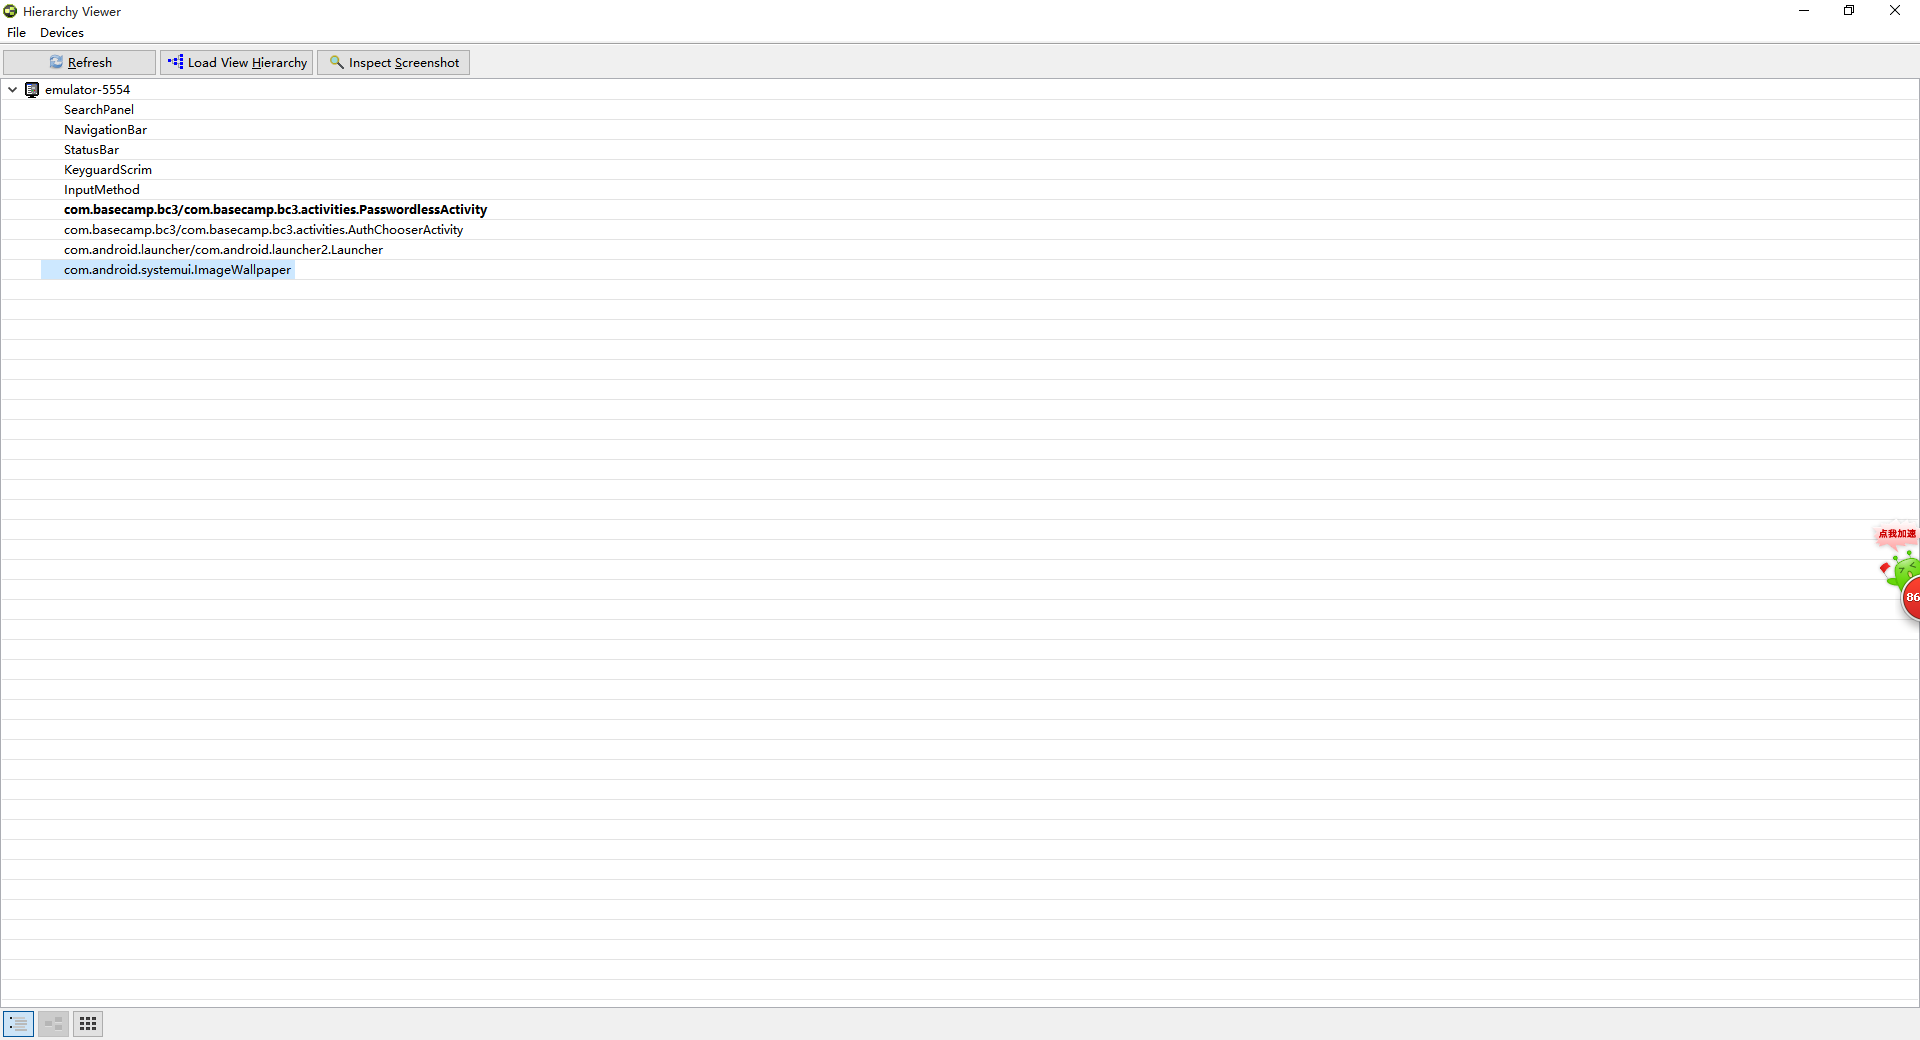 Hierarchy Viewer
File Devices
Refresh Load View Hierarchy Inspect Screenshot
emulator-5554
SearchPanel
NavigationBar
StatusBar
KeyguardScrim
InputMethod
com.basecamp.bc3/com.basecamp.bc3.activities.PasswordlessActivity
com.basecamp.bc3/com.basecamp.bc3.activities.AuthChooserActivity
com.android.launcher/com.android.launcher2.Launcher
com.android.systemui.ImageWallpaper
点我加速
86